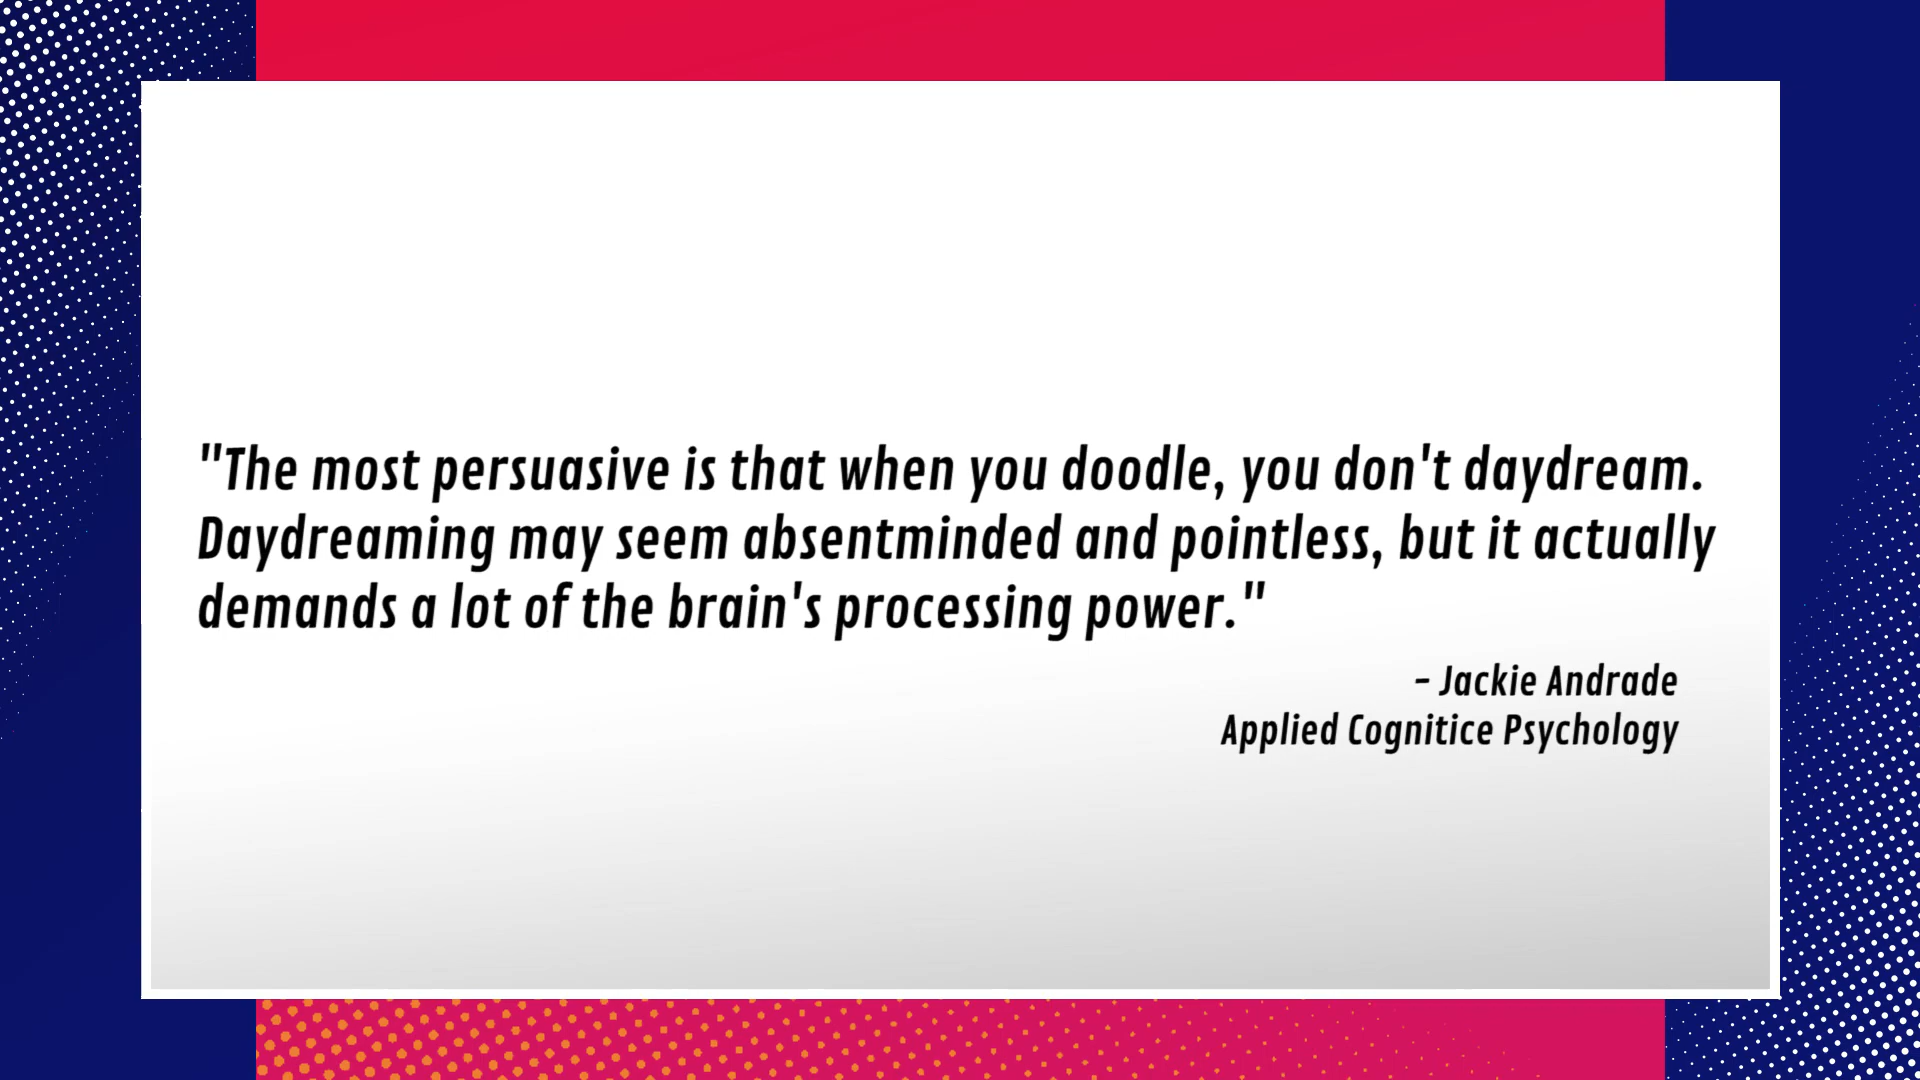 "The most persuasive is that when you doodle, you don't daydream.
Daydreaming may seem absentminded and pointless, but it actually
demands a lot of the brain's processing power."
- Jackie Andrade
Applied Cognitice Psychology